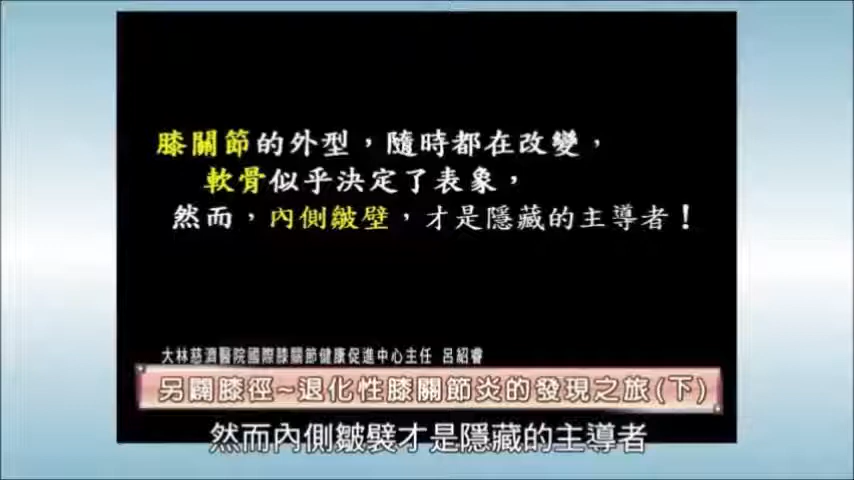 膝關節的外型，隨時都在改變，
軟骨似乎決定了表象，
然而，內側皺壁，才是隱藏的主導者！
大林慈濟醫院國際膝關節健康促進中心主任 呂紹睿
另闢膝徑~退化性膝關節炎的發現之旅(下)
然而內側皺襞才是隱藏的主導者